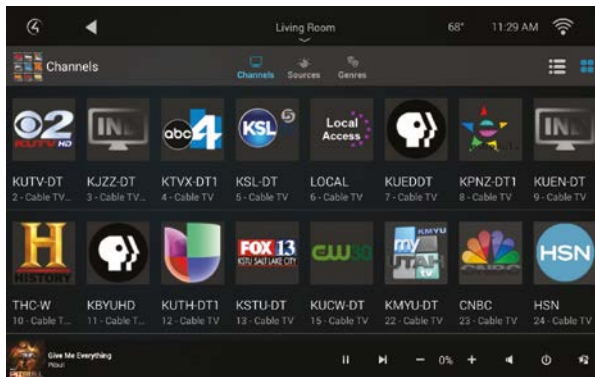 Living Room
68°
11:29 AM
Channels
Channels Sources Genres
2
KUTV HD
IND
abc 4
KSL 5
Local
Access
KUTV-DT KJZZ-DT KTVX-DT1 KSL-DT LOCAL KUEDDT KPNZ-DT1 KUEN-DT
2 - Cable TV... 3 - Cable TV... 4 - Cable TV 5 - Cable TV 6 - Cable TV 7 - Cable TV 8 - Cable TV 9 - Cable TV
H
HISTORY
FOX 13
KSTU SALT LAKE CITY
CW30
KMYU
my
UTAH
tv
CNBC
HSN
THC-W KBYUHD KUTH-DT1 KSTU-DT KUCW-DT KMYU-DT CNBC HSN
10 - Cable T... 11 - Cable T... 12 - Cable TV 13 - Cable TV 15 - Cable TV 22 - Cable TV 23 - Cable TV 24 - Cable TV
Give Me Everything
Pitbull
0%